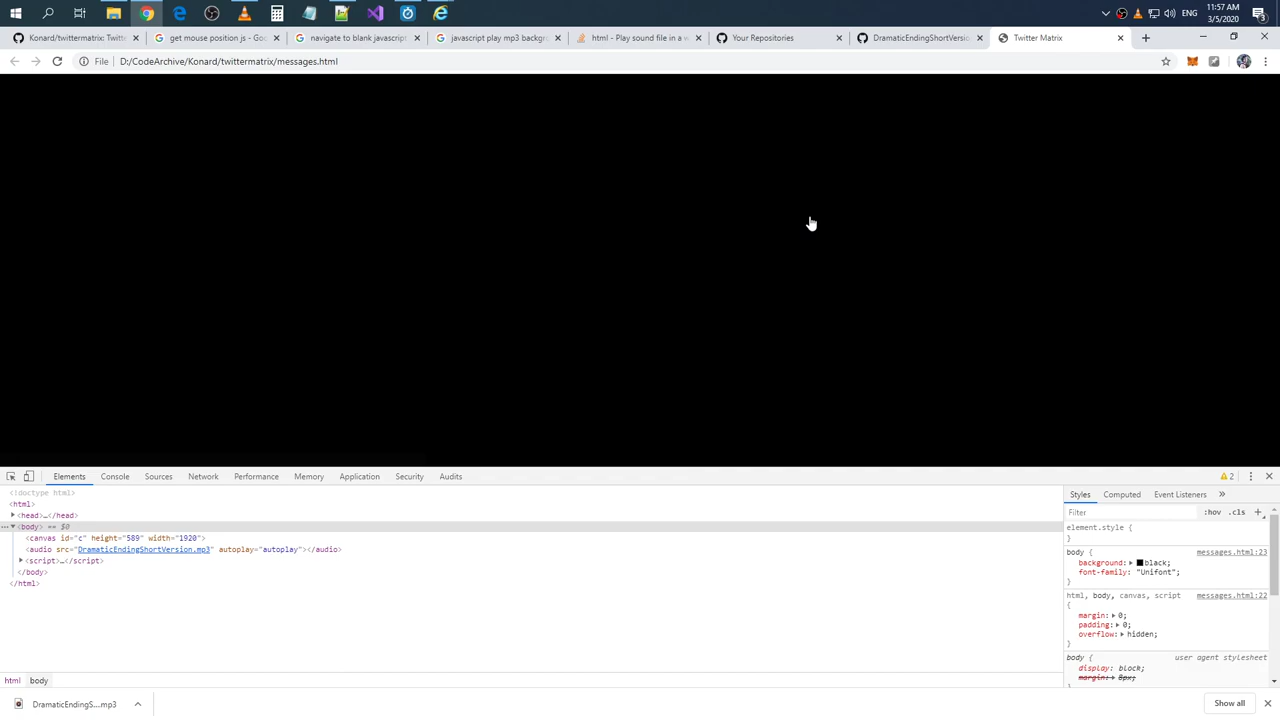 ENG
11:57 AM
3/5/2020
3
Konard/twittermatrix: Twitte
get mouse position js - Goo
navigate to blank javascript
javascript play mp3 backgro
html - Play sound file in a w
Your Repositories
DramaticEndingShortVersio
Twitter Matrix
File
D:/CodeArchive/Konard/twittermatrix/messages.html
Elements
Console
Sources
Network
Performance
Memory
Application
Security
Audits
2
<!doctype html>
<html>
<head>…</head>
… <body> == $0
<canvas id="c" height="589" width="1920">
<audio src="DramaticEndingShortVersion.mp3" autoplay="autoplay"></audio>
<script>…</script>
</body>
</html>
Styles
Computed
Event Listeners
Filter
:hov
.cls
element.style {
}
body {
messages.html:23
background: black;
font-family: "Unifont";
}
html, body, canvas, script
messages.html:22
{
margin: 0;
padding: 0;
overflow: hidden;
}
body {
user agent stylesheet
display: block;
margin: 8px;
html
body
DramaticEndingS....mp3
Show all